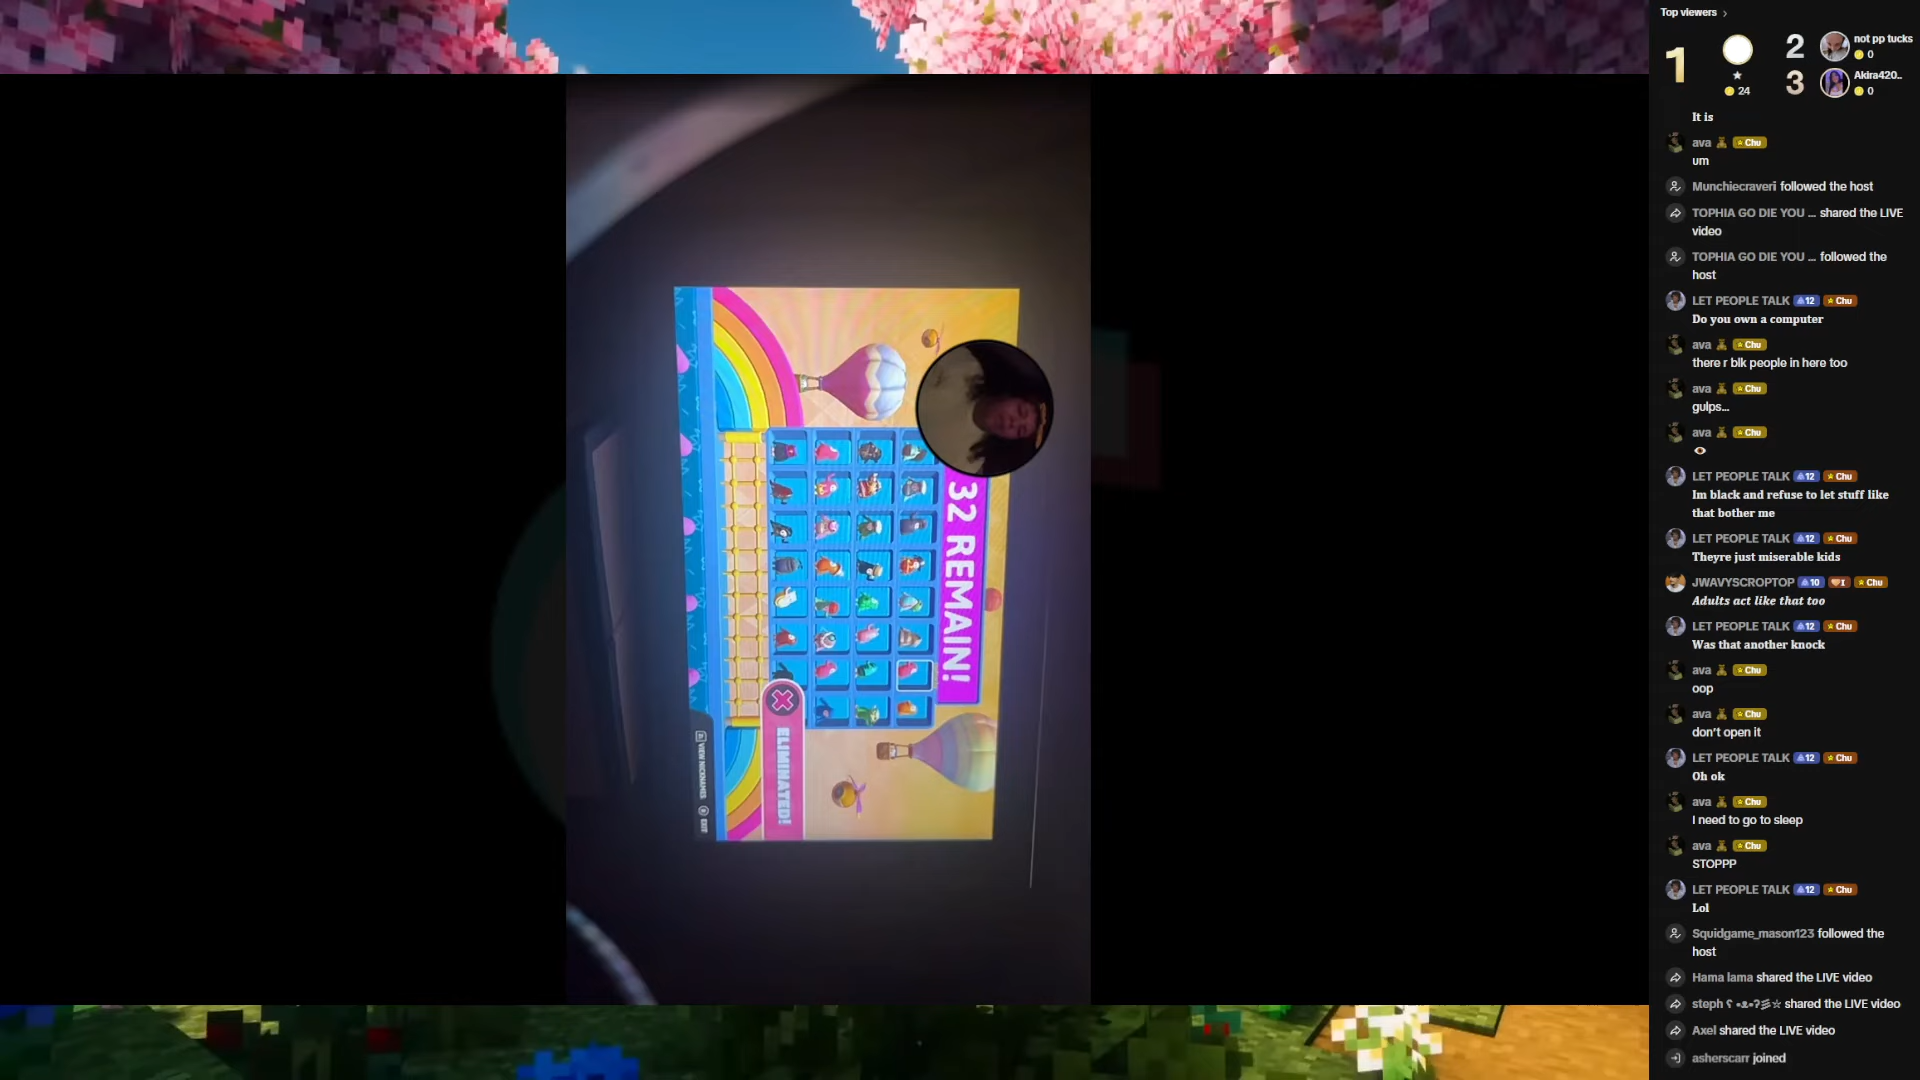 32 REMAIN!
ELIMINATED!
VIEW NICKNAMES
EXIT
Top viewers >
1
24
2
not pp tucks
0
3
Akira420..
0
It is
ava 🧸 Chu
um
Munchiecraveri followed the host
TOPHIA GO DIE YOU ... shared the LIVE
video
TOPHIA GO DIE YOU ... followed the
host
LET PEOPLE TALK 12 Chu
Do you own a computer
ava 🧸 Chu
there r blk people in here too
ava 🧸 Chu
gulps...
ava 🧸 Chu
👁
LET PEOPLE TALK 12 Chu
Im black and refuse to let stuff like
that bother me
LET PEOPLE TALK 12 Chu
Theyre just miserable kids
JWAVYSCROPTOP 10 I Chu
Adults act like that too
LET PEOPLE TALK 12 Chu
Was that another knock
ava 🧸 Chu
oop
ava 🧸 Chu
don't open it
LET PEOPLE TALK 12 Chu
Oh ok
ava 🧸 Chu
I need to go to sleep
ava 🧸 Chu
STOPPP
LET PEOPLE TALK 12 Chu
Lol
Squidgame_mason123 followed the
host
Hama lama shared the LIVE video
steph shared the LIVE video
Axel shared the LIVE video
asherscarr joined